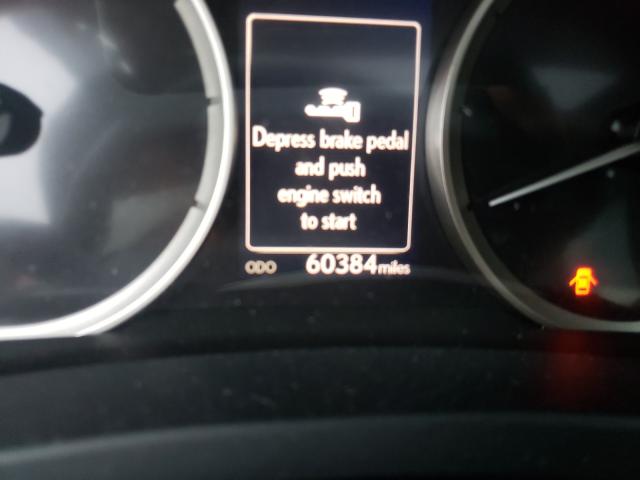 Depress brake pedal
and push
engine switch
to start
ODO 60384 miles